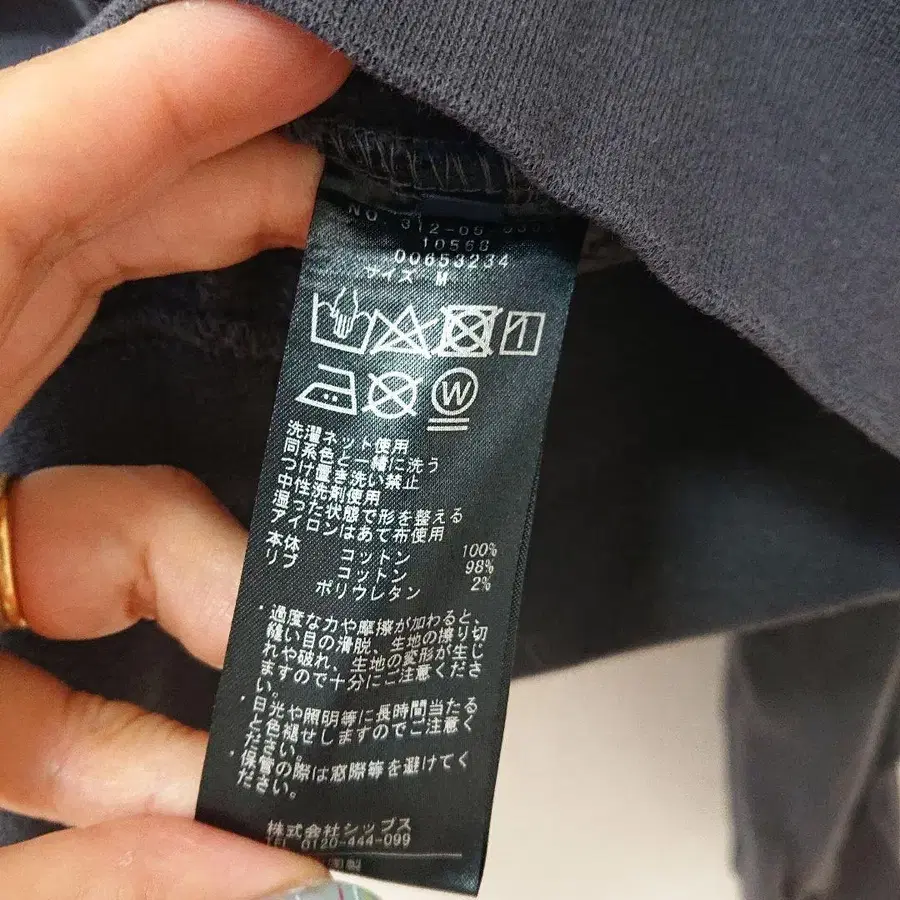 NO
10568
00653234
サイズ M
W
洗濯ネット使用
同系色と一緒に洗う
つけ置き洗い禁止
中性洗剤使用
湿った状態で形を整える
アイロンはあて布使用
本体 コットン 100%
リブ コットン 98%
ポリウレタン 2%
・過度な力や摩擦が加わると、
縫い目の滑脱、生地の擦り切
れや破れ、生地の変形が生じ
ますので十分にご注意くださ
い。
・日光や照明等に長時間当たる
と色褪せしますのでご注意く
ださい。
・保管の際は窓際等を避けてく
ださい。
株式会社シップス
TEL 0120-444-099
製